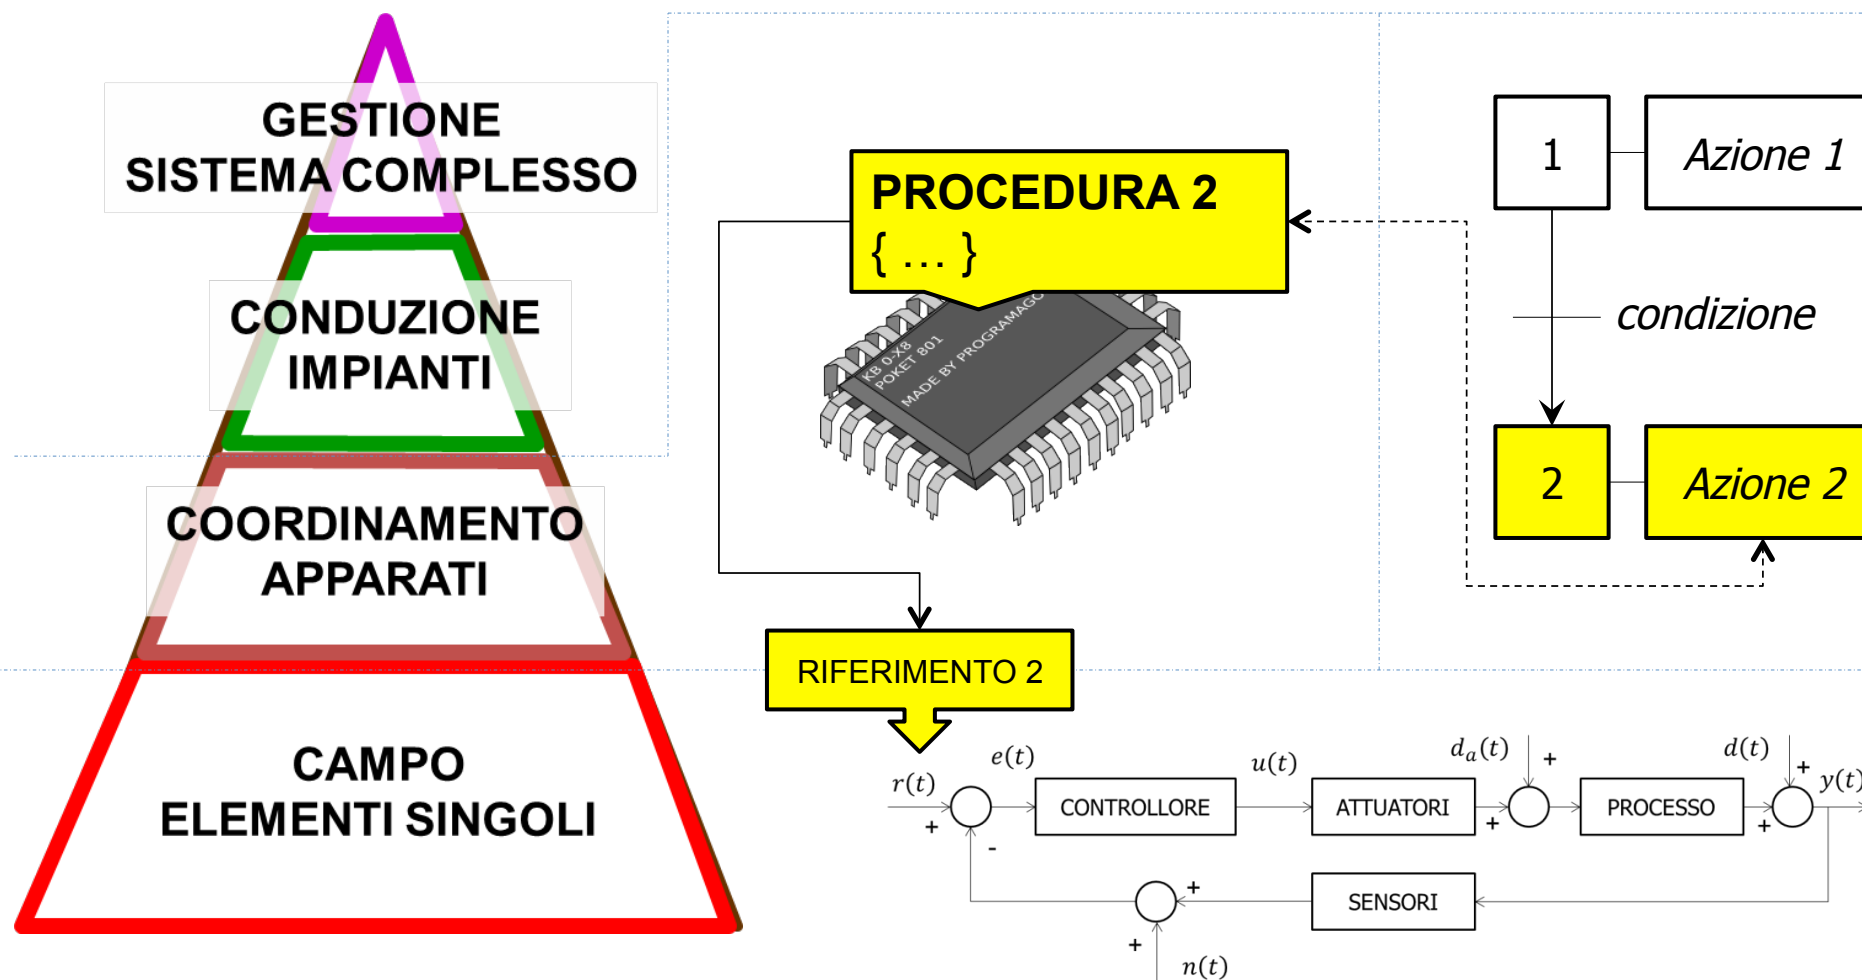 GESTIONE
SISTEMA COMPLESSO
CONDUZIONE
IMPIANTI
COORDINAMENTO
APPARATI
CAMPO
ELEMENTI SINGOLI
PROCEDURA 2
{ ... }
KB 0-X8
POKET 801
MADE BY PROGRAMAGO
RIFERIMENTO 2
1
Azione 1
condizione
2
Azione 2
r(t)
+
-
e(t)
CONTROLLORE
u(t)
ATTUATORI
d_a(t)
+
+
PROCESSO
d(t)
+
+
y(t)
SENSORI
+
+
n(t)